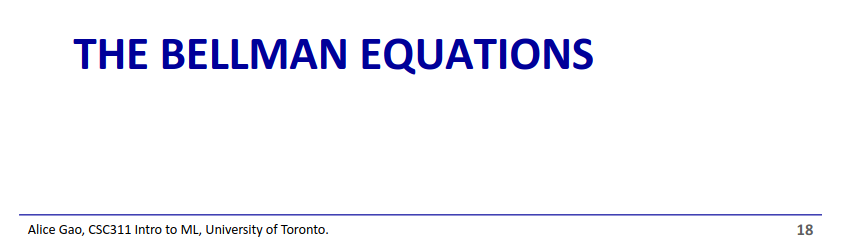 THE BELLMAN EQUATIONS
Alice Gao, CSC311 Intro to ML, University of Toronto.
18